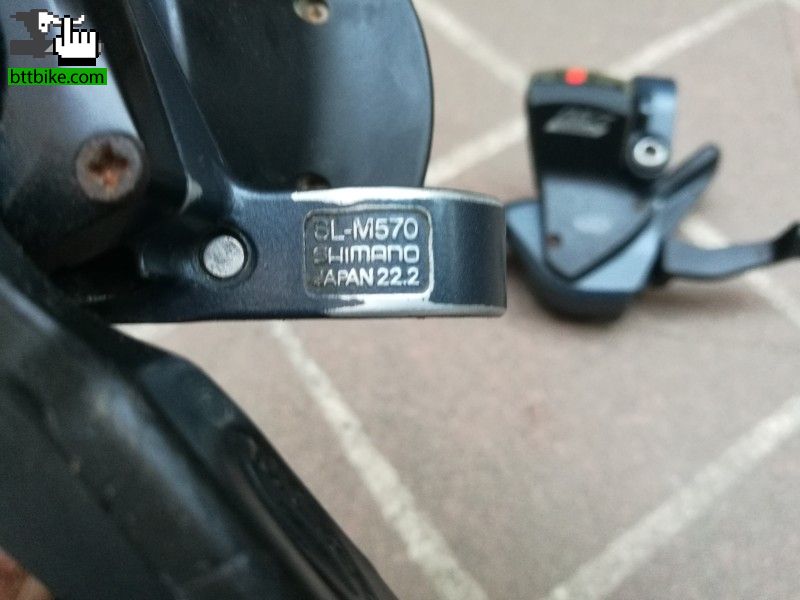 bttbike.com
SL-M570
SHIMANO
JAPAN 22.2